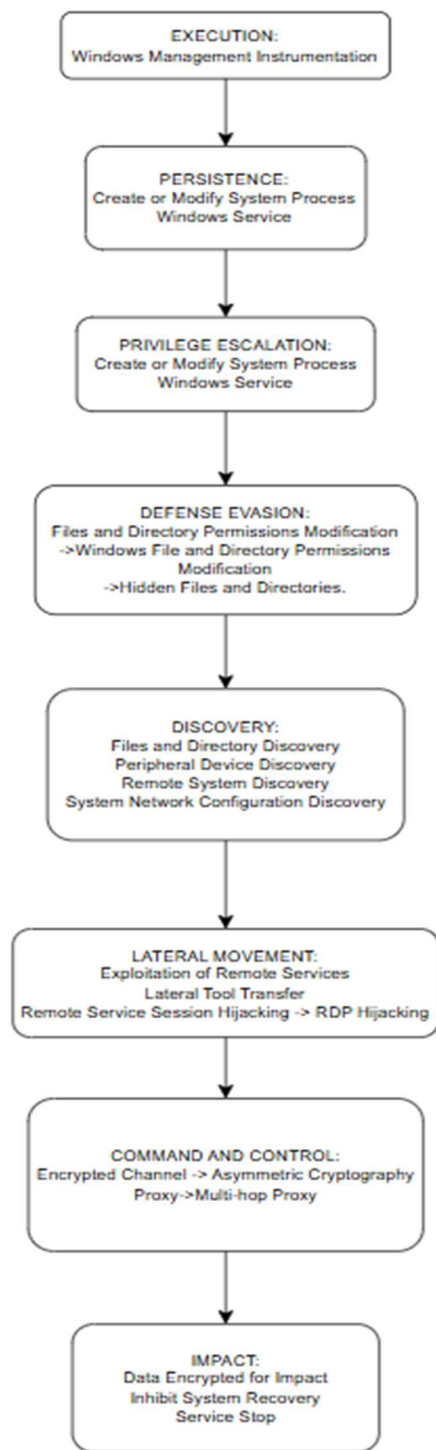 EXECUTION:
Windows Management Instrumentation
PERSISTENCE:
Create or Modify System Process
Windows Service
PRIVILEGE ESCALATION:
Create or Modify System Process
Windows Service
DEFENSE EVASION:
Files and Directory Permissions Modification
->Windows File and Directory Permissions
Modification
->Hidden Files and Directories.
DISCOVERY:
Files and Directory Discovery
Peripheral Device Discovery
Remote System Discovery
System Network Configuration Discovery
LATERAL MOVEMENT:
Exploitation of Remote Services
Lateral Tool Transfer
Remote Service Session Hijacking -> RDP Hijacking
COMMAND AND CONTROL:
Encrypted Channel -> Asymmetric Cryptography
Proxy->Multi-hop Proxy
IMPACT:
Data Encrypted for Impact
Inhibit System Recovery
Service Stop